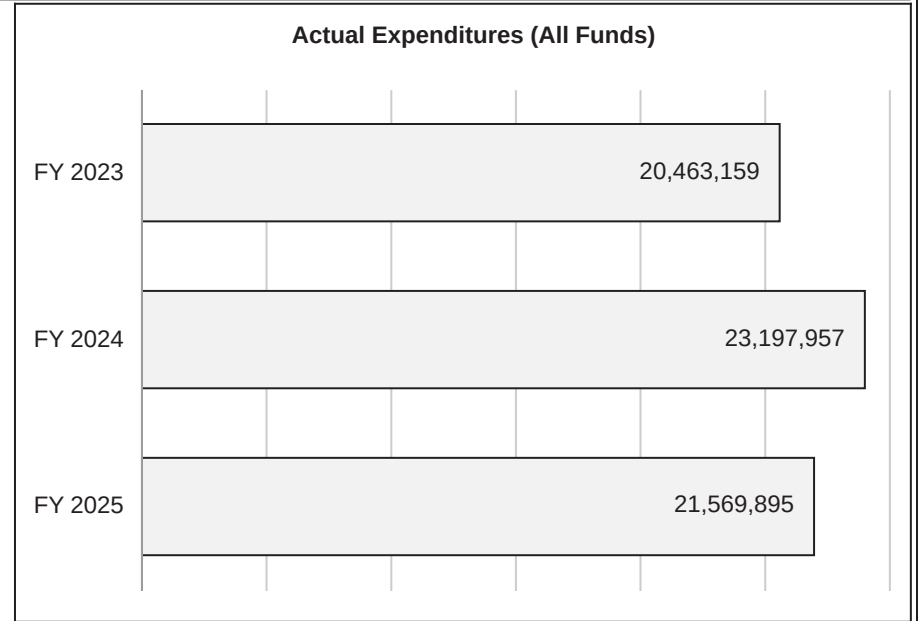 Actual Expenditures (All Funds)
FY 2023
20,463,159
FY 2024
23,197,957
FY 2025
21,569,895